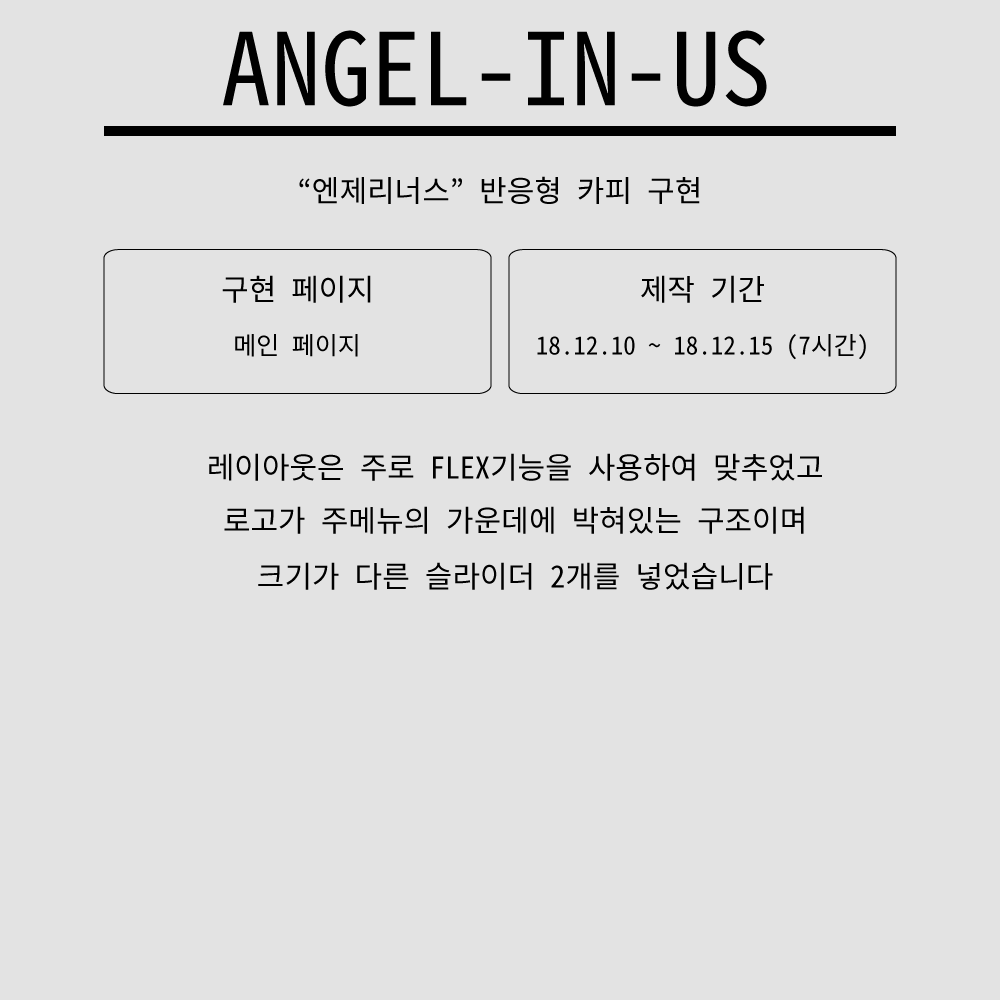 ANGEL-IN-US
“엔제리너스” 반응형 카피 구현
구현 페이지
메인 페이지
제작 기간
18.12.10 ~ 18.12.15 (7시간)
레이아웃은 주로 FLEX기능을 사용하여 맞추었고
로고가 주메뉴의 가운데에 박혀있는 구조이며
크기가 다른 슬라이더 2개를 넣었습니다